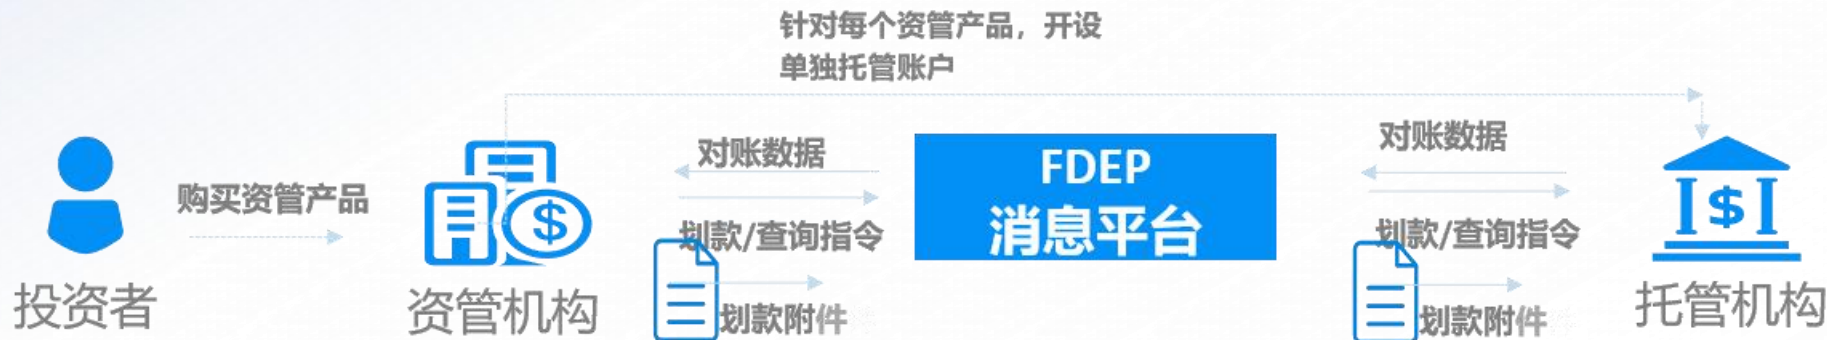 针对每个资管产品，开设
单独托管账户
购买资管产品
对账数据
划款/查询指令
划款附件
FDEP
消息平台
对账数据
划款/查询指令
划款附件
投资者
资管机构
托管机构
$
$